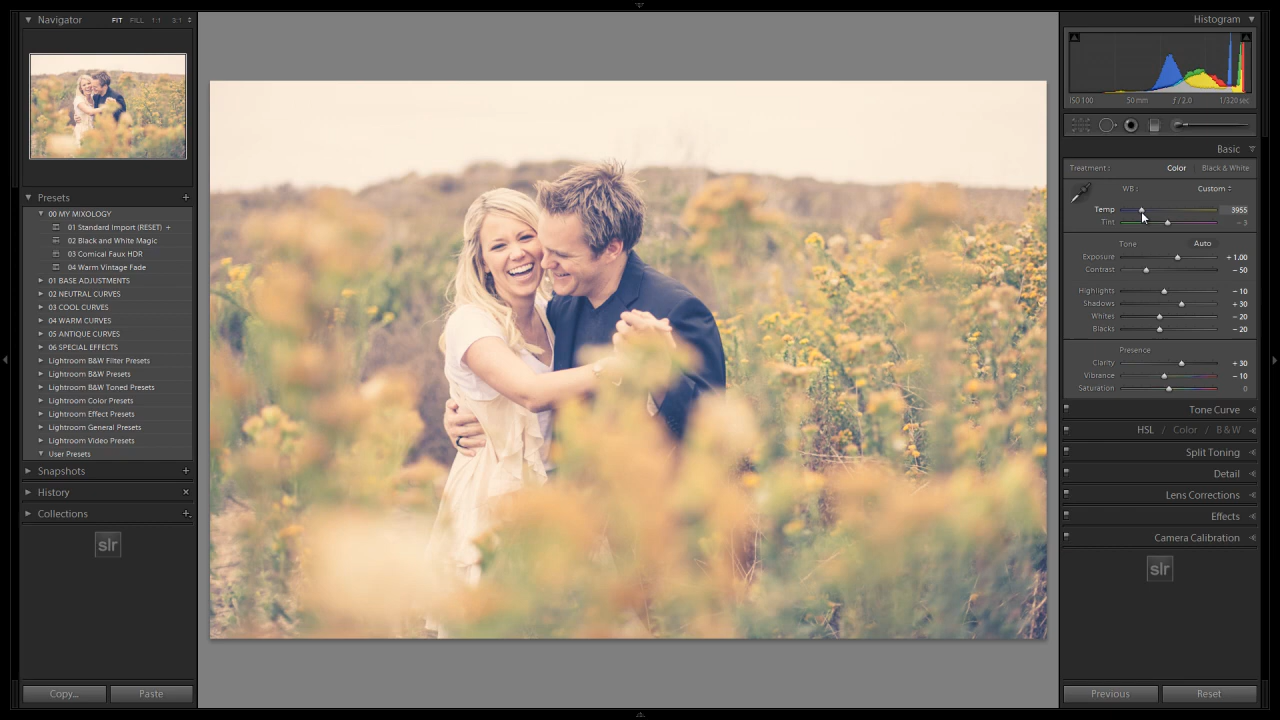 Navigator FIT FILL 1:1 3:1
Presets +
00 MY MIXOLOGY
01 Standard Import (RESET) +
02 Black and White Magic
03 Comical Faux HDR
04 Warm Vintage Fade
01 BASE ADJUSTMENTS
02 NEUTRAL CURVES
03 COOL CURVES
04 WARM CURVES
05 ANTIQUE CURVES
06 SPECIAL EFFECTS
Lightroom B&W Filter Presets
Lightroom B&W Presets
Lightroom B&W Toned Presets
Lightroom Color Presets
Lightroom Effect Presets
Lightroom General Presets
Lightroom Video Presets
User Presets
Snapshots +
History ×
Collections +
slr
Copy... Paste
Histogram
ISO 100 50 mm ƒ / 2.0 1/320 sec
Basic
Treatment : Color Black & White
WB : Custom
Temp 3955
Tint – 3
Tone Auto
Exposure + 1.00
Contrast – 50
Highlights – 10
Shadows + 30
Whites – 20
Blacks – 20
Presence
Clarity + 30
Vibrance – 10
Saturation 0
Tone Curve
HSL / Color / B & W
Split Toning
Detail
Lens Corrections
Effects
Camera Calibration
slr
Previous Reset